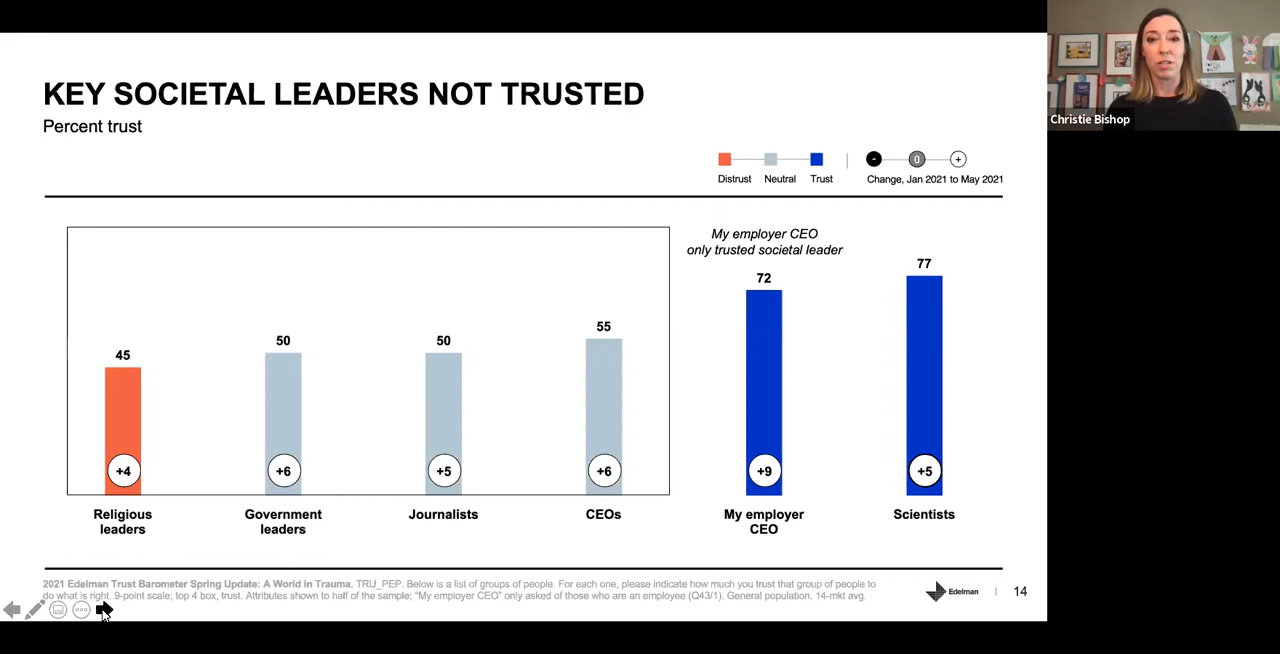 KEY SOCIETAL LEADERS NOT TRUSTED
Percent trust
- 0 +
Distrust Neutral Trust Change, Jan 2021 to May 2021
My employer CEO
only trusted societal leader
45
50
50
55
72
77
+4
+6
+5
+6
+9
+5
Religious
leaders
Government
leaders
Journalists
CEOs
My employer
CEO
Scientists
2021 Edelman Trust Barometer Spring Update: A World in Trauma. TRU_PEP. Below is a list of groups of people. For each one, please indicate how much you trust that group of people to
do what is right. 9-point scale; top 4 box, trust. Attributes shown to half of the sample; “My employer CEO” only asked of those who are an employee (Q43/1). General population, 14-mkt avg.
Edelman
14
Christie Bishop